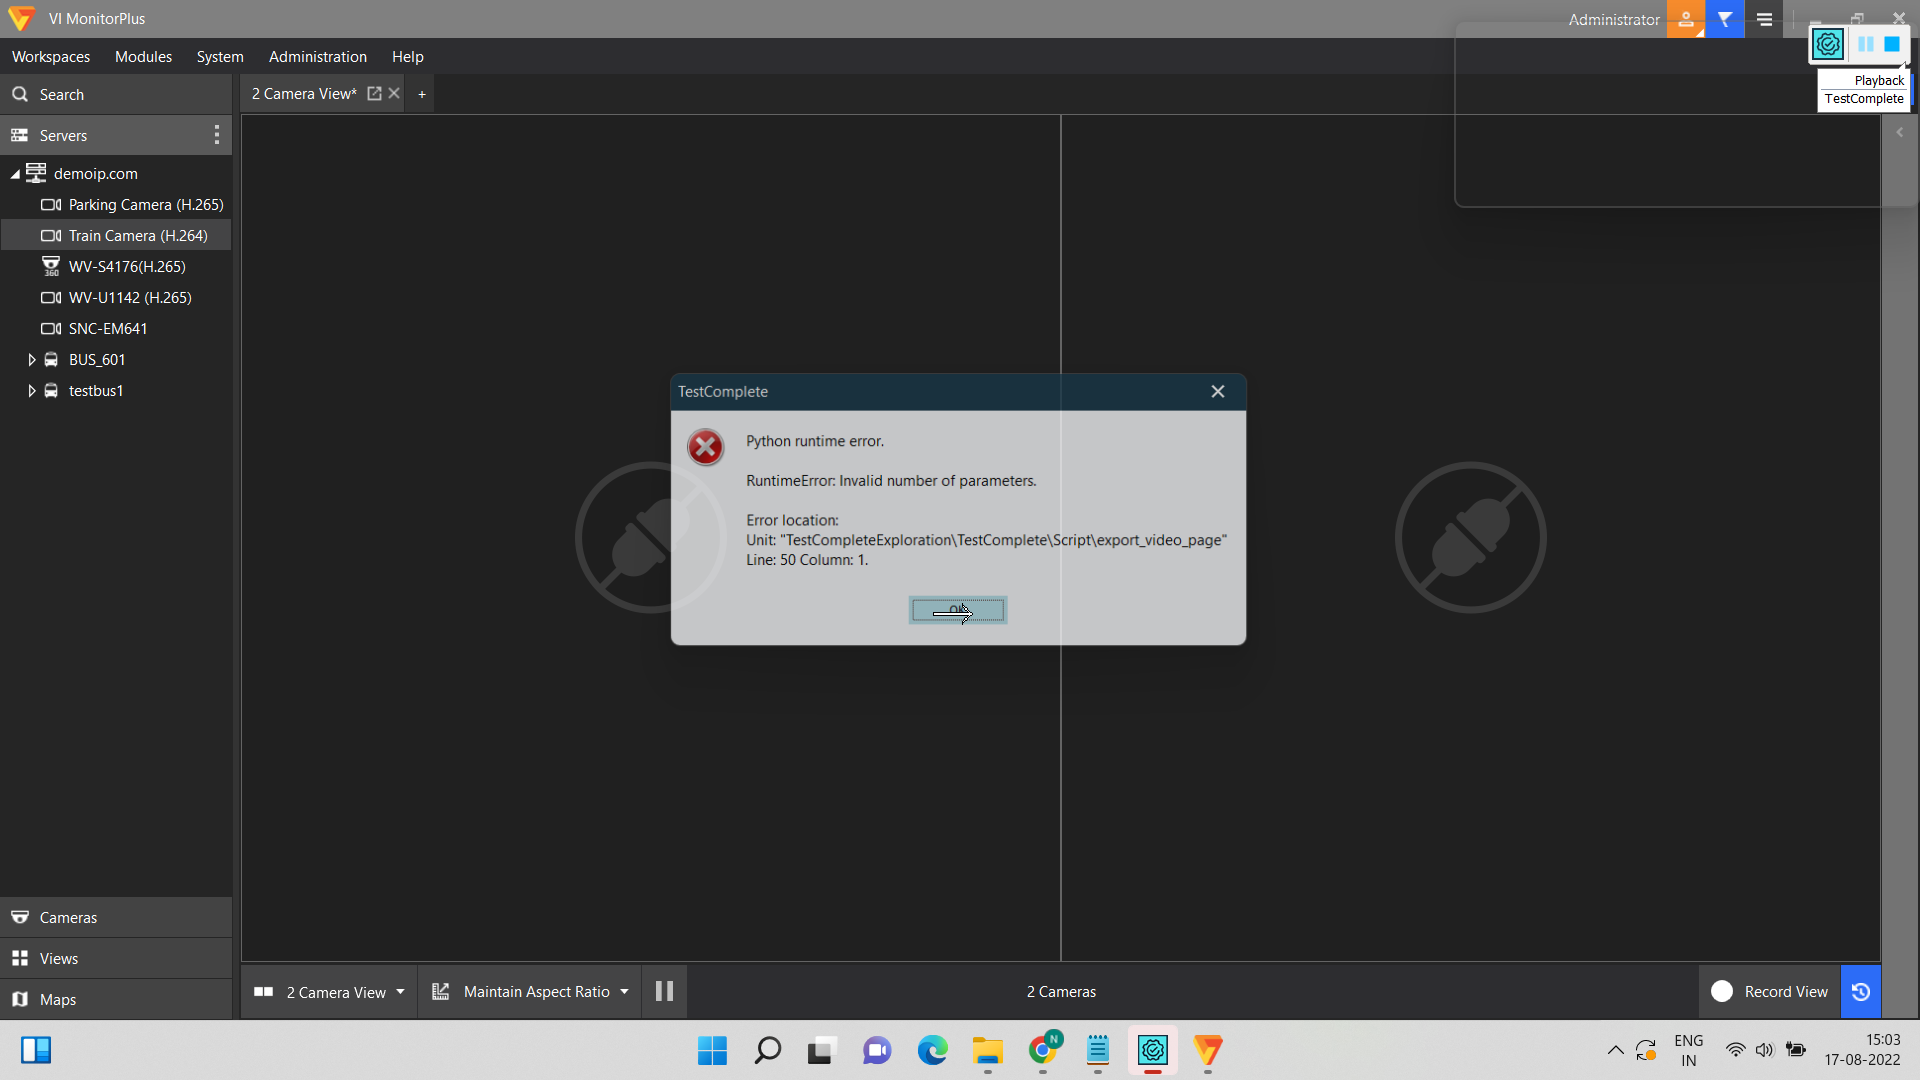 VI MonitorPlus
Administrator
Workspaces Modules System Administration Help
Playback
TestComplete
Search
2 Camera View* +
Servers
demoip.com
Parking Camera (H.265)
Train Camera (H.264)
360
WV-S4176(H.265)
WV-U1142 (H.265)
SNC-EM641
BUS_601
testbus1
TestComplete
Python runtime error.
RuntimeError: Invalid number of parameters.
Error location:
Unit: "TestCompleteExploration\TestComplete\Script\export_video_page"
Line: 50 Column: 1.
OK
Cameras
Views
Maps
2 Camera View
Maintain Aspect Ratio
2 Cameras
Record View
N
ENG
IN
15:03
17-08-2022